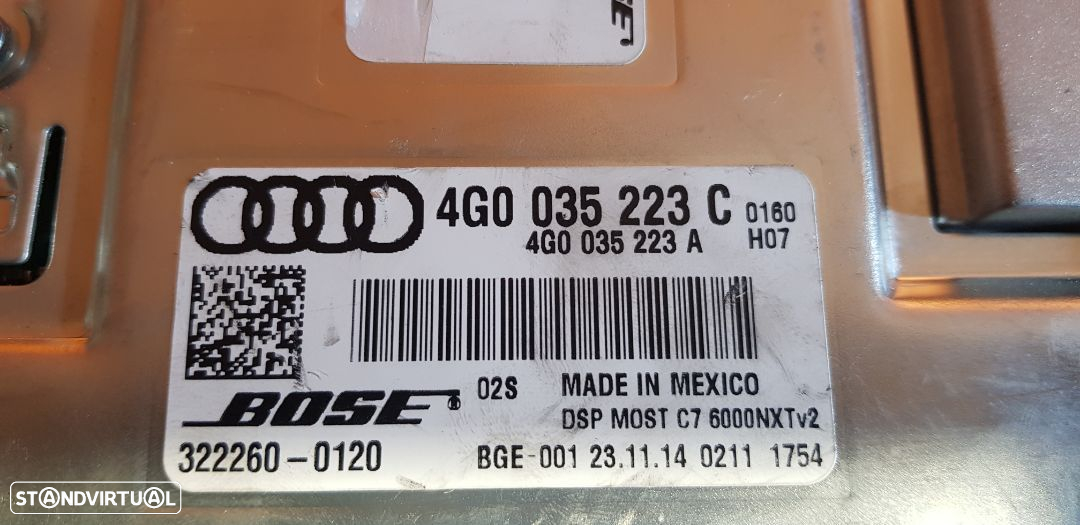 BOSE
4G0 035 223 C 0160
4G0 035 223 A H07
BOSE 02S MADE IN MEXICO
DSP MOST C7 6000NXTv2
322260-0120 BGE-001 23.11.14 0211 1754
STANDVIRTUAL